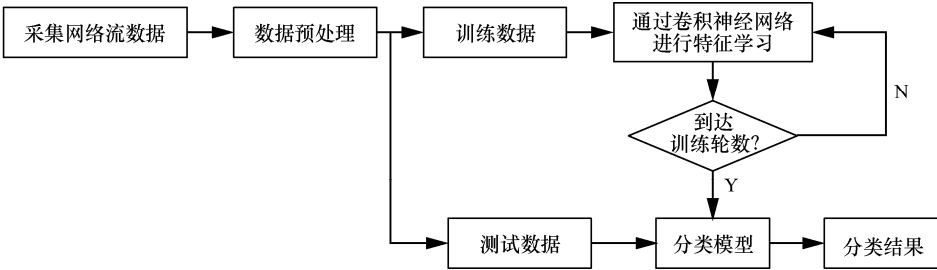 采集网络流数据
数据预处理
训练数据
通过卷积神经网络
进行特征学习
N
到达
训练轮数?
Y
测试数据
分类模型
分类结果